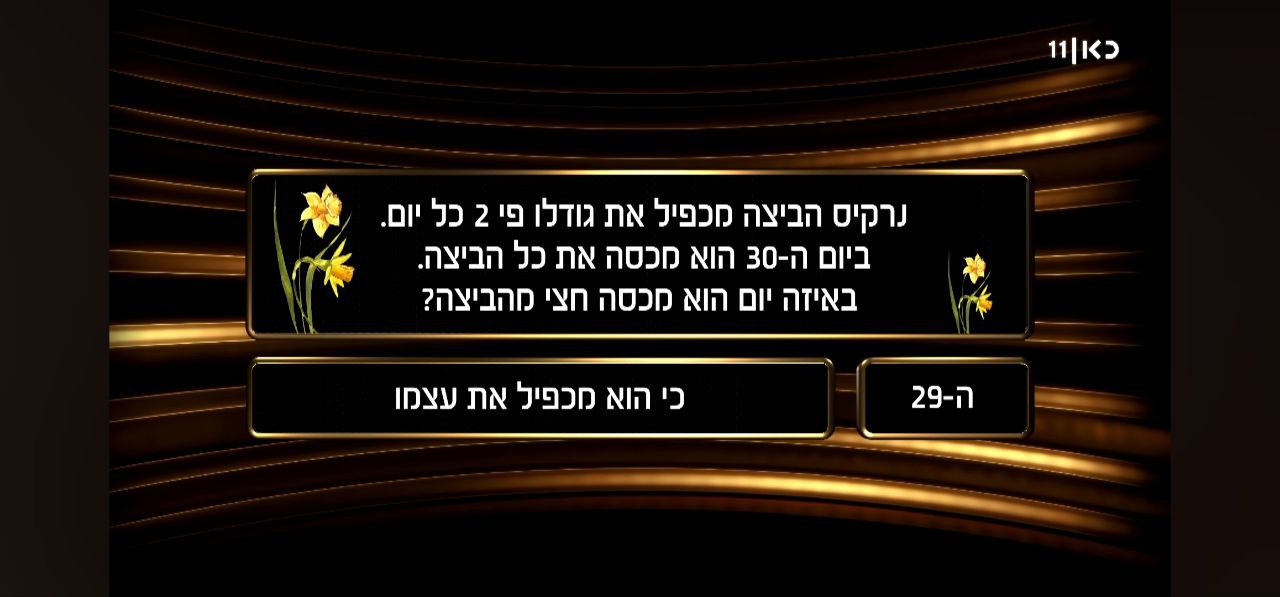 כאן|11
נרקיס הביצה מכפיל את גודלו פי 2 כל יום.
ביום ה-30 הוא מכסה את כל הביצה.
באיזה יום הוא מכסה חצי מהביצה?
ה-29
כי הוא מכפיל את עצמו